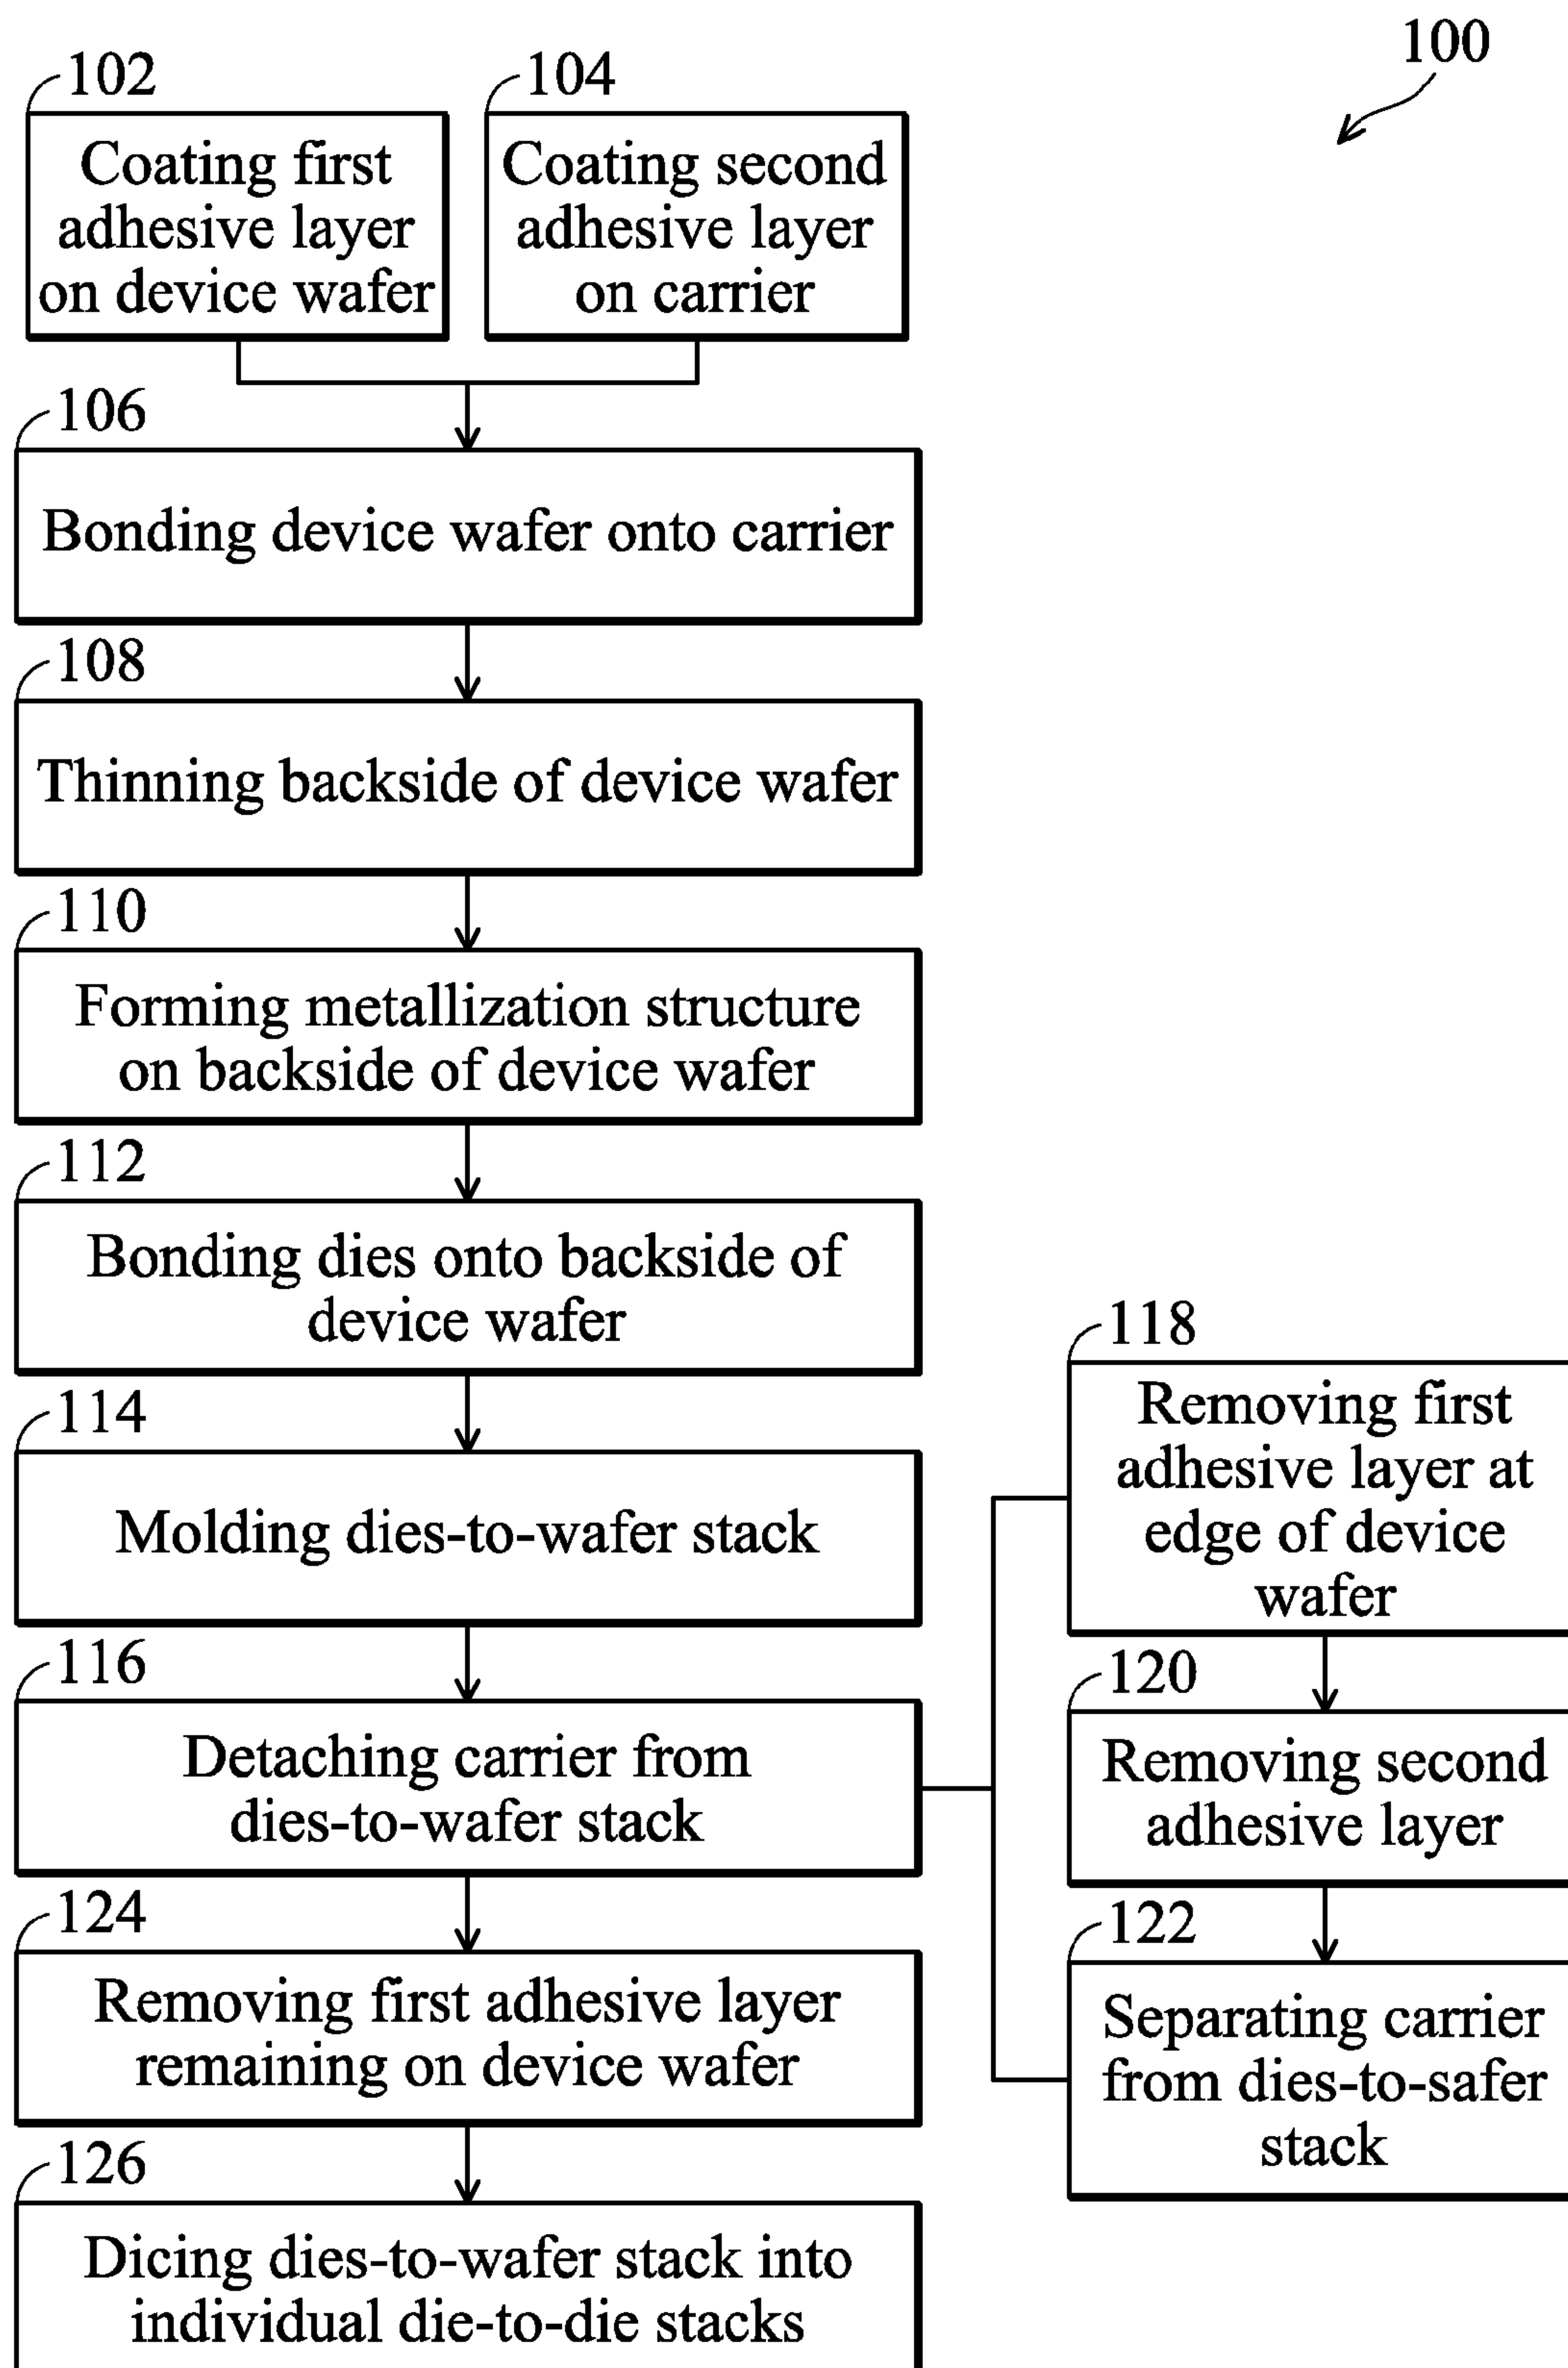 100
102
Coating first
adhesive layer
on device wafer
104
Coating second
adhesive layer
on carrier
106
Bonding device wafer onto carrier
108
Thinning backside of device wafer
110
Forming metallization structure
on backside of device wafer
112
Bonding dies onto backside of
device wafer
114
Molding dies-to-wafer stack
116
Detaching carrier from
dies-to-wafer stack
118
Removing first
adhesive layer at
edge of device
wafer
120
Removing second
adhesive layer
122
Separating carrier
from dies-to-safer
stack
124
Removing first adhesive layer
remaining on device wafer
126
Dicing dies-to-wafer stack into
individual die-to-die stacks